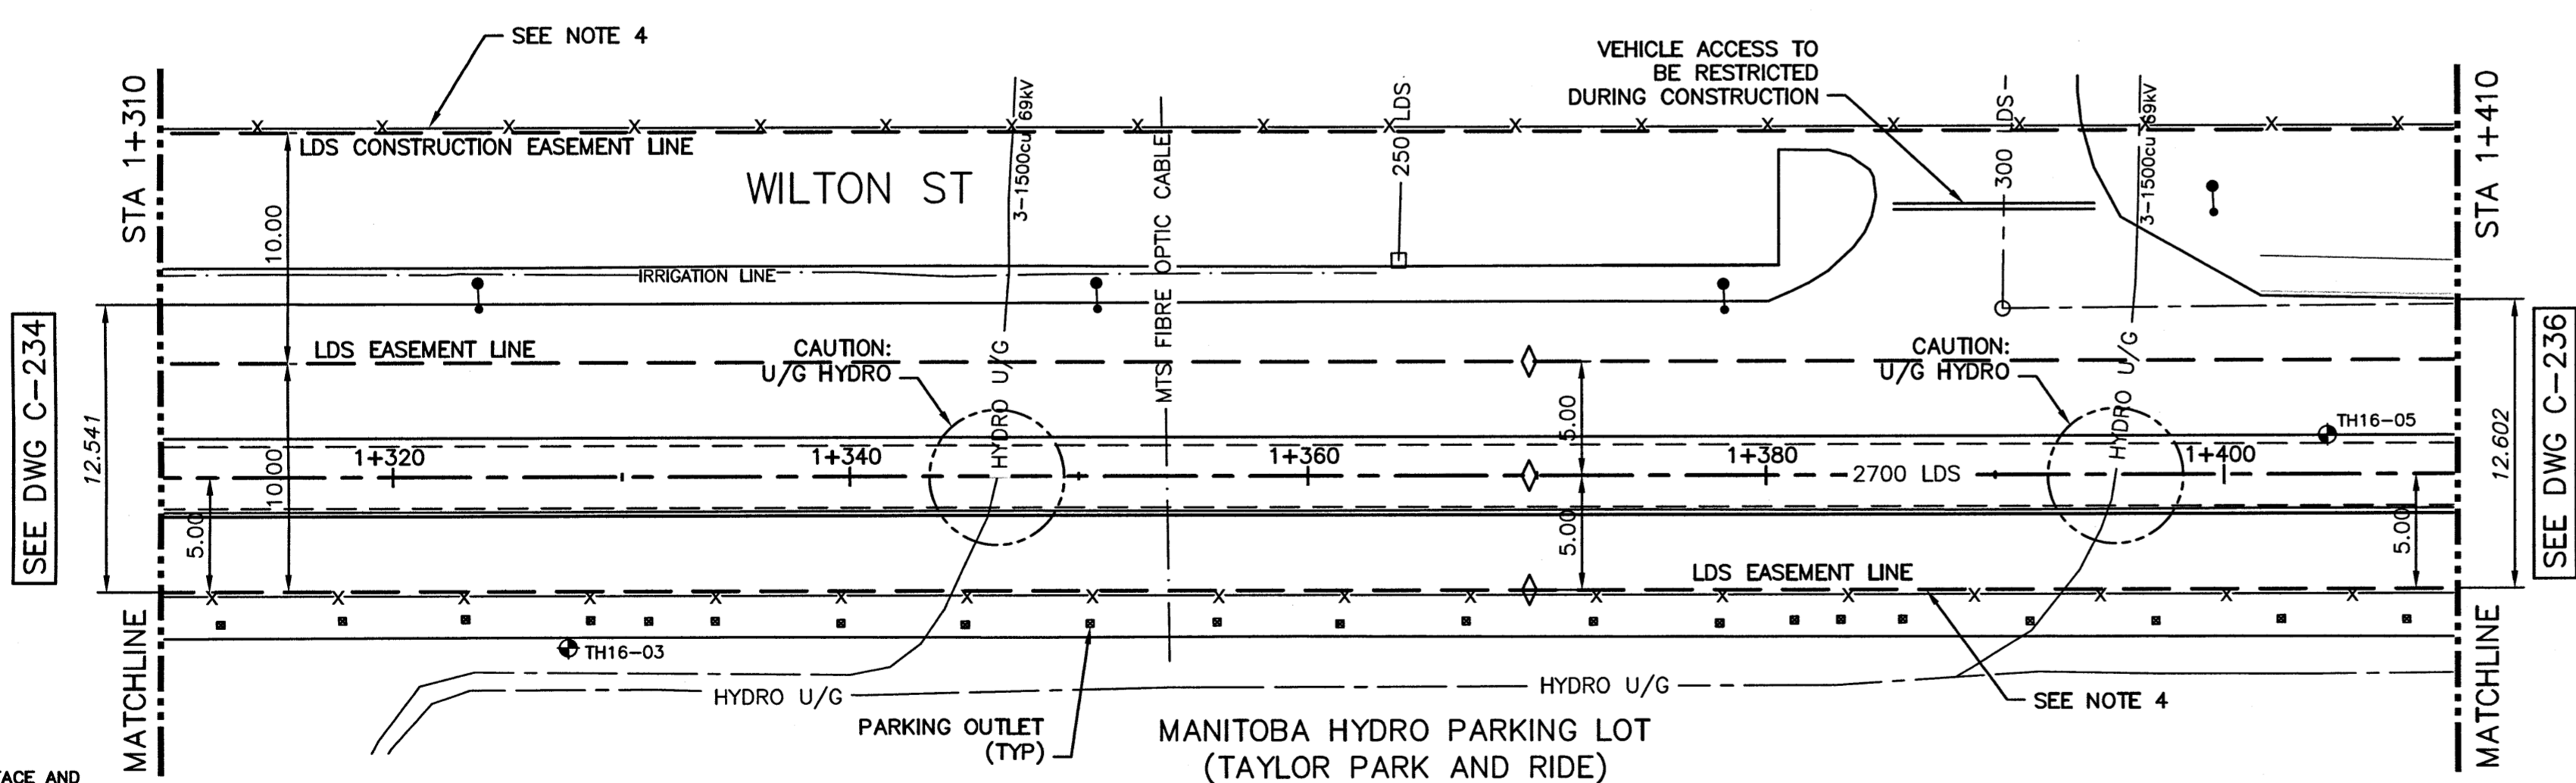 SEE NOTE 4
VEHICLE ACCESS TO
BE RESTRICTED
DURING CONSTRUCTION
STA 1+310
STA 1+410
LDS CONSTRUCTION EASEMENT LINE
WILTON ST
3-1500cu 69kV
MTS FIBRE OPTIC CABLE
250 LDS
300 LDS
3-1500cu 69kV
10.00
IRRIGATION LINE
LDS EASEMENT LINE
CAUTION:
U/G HYDRO
HYDRO U/G
CAUTION:
U/G HYDRO
HYDRO U/G
SEE DWG C-234
12.541
10.00
5.00
1+320
1+340
1+360
1+380
1+400
2700 LDS
5.00
5.00
TH16-05
5.00
12.602
SEE DWG C-236
LDS EASEMENT LINE
TH16-03
HYDRO U/G
HYDRO U/G
SEE NOTE 4
PARKING OUTLET
(TYP)
MANITOBA HYDRO PARKING LOT
(TAYLOR PARK AND RIDE)
MATCHLINE
MATCHLINE
AND